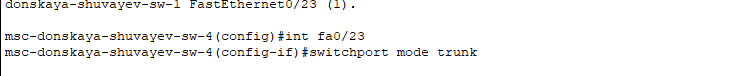 donskaya-shuvayev-sw-1 FastEthernet0/23 (1).
msc-donskaya-shuvayev-sw-4(config)#int fa0/23
msc-donskaya-shuvayev-sw-4(config-if)#switchport mode trunk